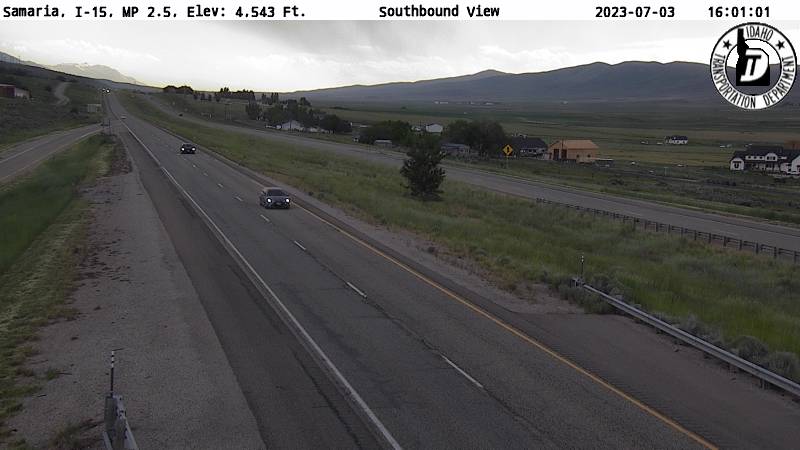 Samaria, I-15, MP 2.5, Elev: 4,543 Ft. Southbound View 2023-07-03 16:01:01
IDAHO
TRANSPORTATION DEPARTMENT